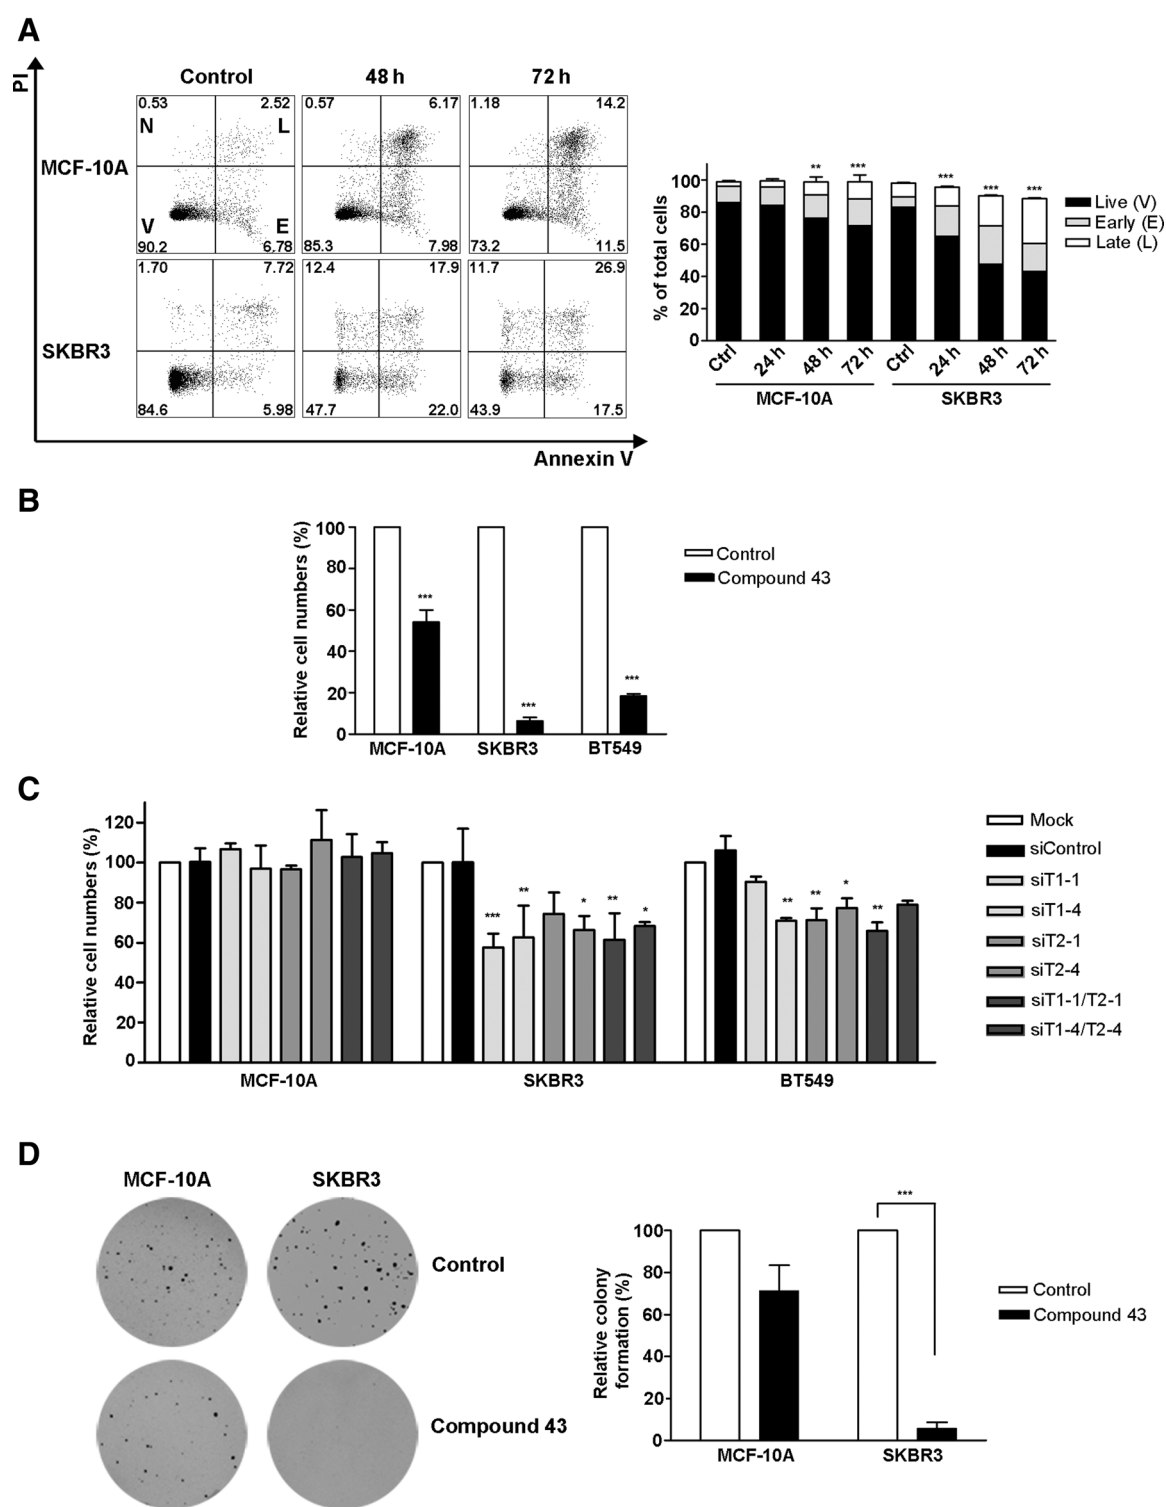 A
PI
Control 48 h 72 h
MCF-10A
0.53 2.52 0.57 6.17 1.18 14.2
N L
V E
90.2 6.78 85.3 7.98 73.2 11.5
SKBR3
1.70 7.72 12.4 17.9 11.7 26.9
84.6 5.98 47.7 22.0 43.9 17.5
Annexin V
% of total cells
100
80
60
40
20
0
** *** *** *** ***
Ctrl 24 h 48 h 72 h Ctrl 24 h 48 h 72 h
MCF-10A SKBR3
Live (V)
Early (E)
Late (L)
B
Relative cell numbers (%)
100
80
60
40
20
0
*** *** ***
MCF-10A SKBR3 BT549
Control
Compound 43
C
Relative cell numbers (%)
120
100
80
60
40
20
0
*** ** * ** * ** ** * **
MCF-10A SKBR3 BT549
Mock
siControl
siT1-1
siT1-4
siT2-1
siT2-4
siT1-1/T2-1
siT1-4/T2-4
D
MCF-10A SKBR3
Control
Compound 43
Relative colony
formation (%)
100
80
60
40
20
0
***
MCF-10A SKBR3
Control
Compound 43